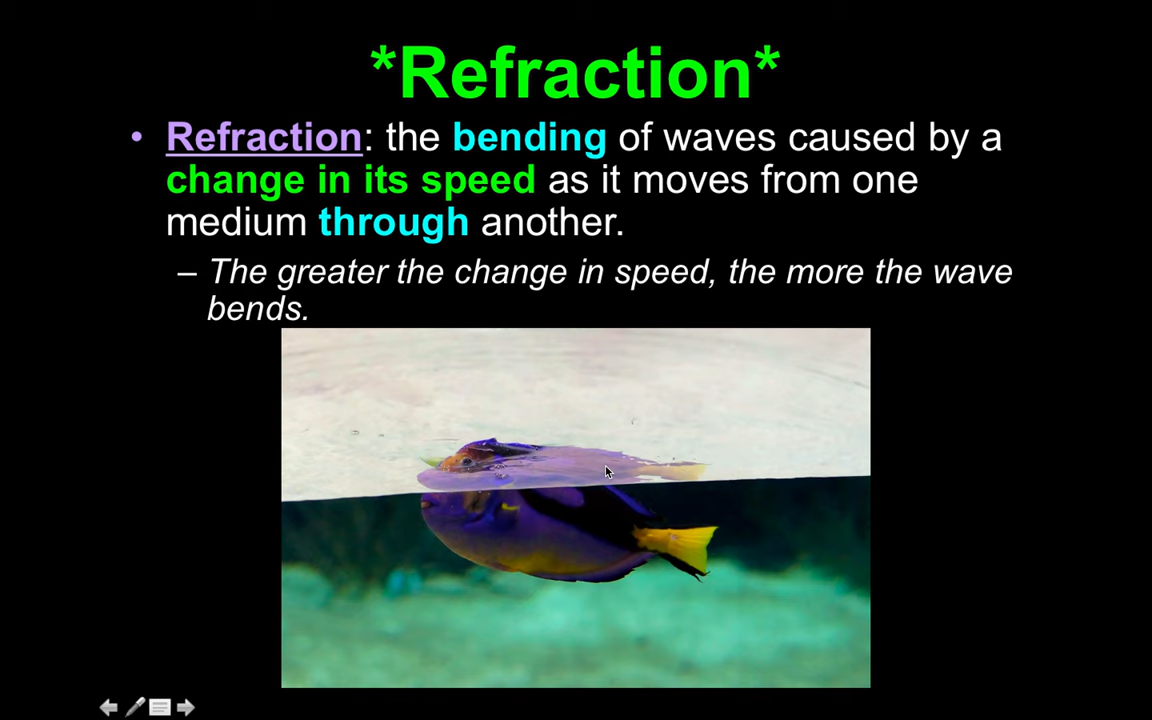 *Refraction*
• Refraction: the bending of waves caused by a
change in its speed as it moves from one
medium through another.
– The greater the change in speed, the more the wave
bends.